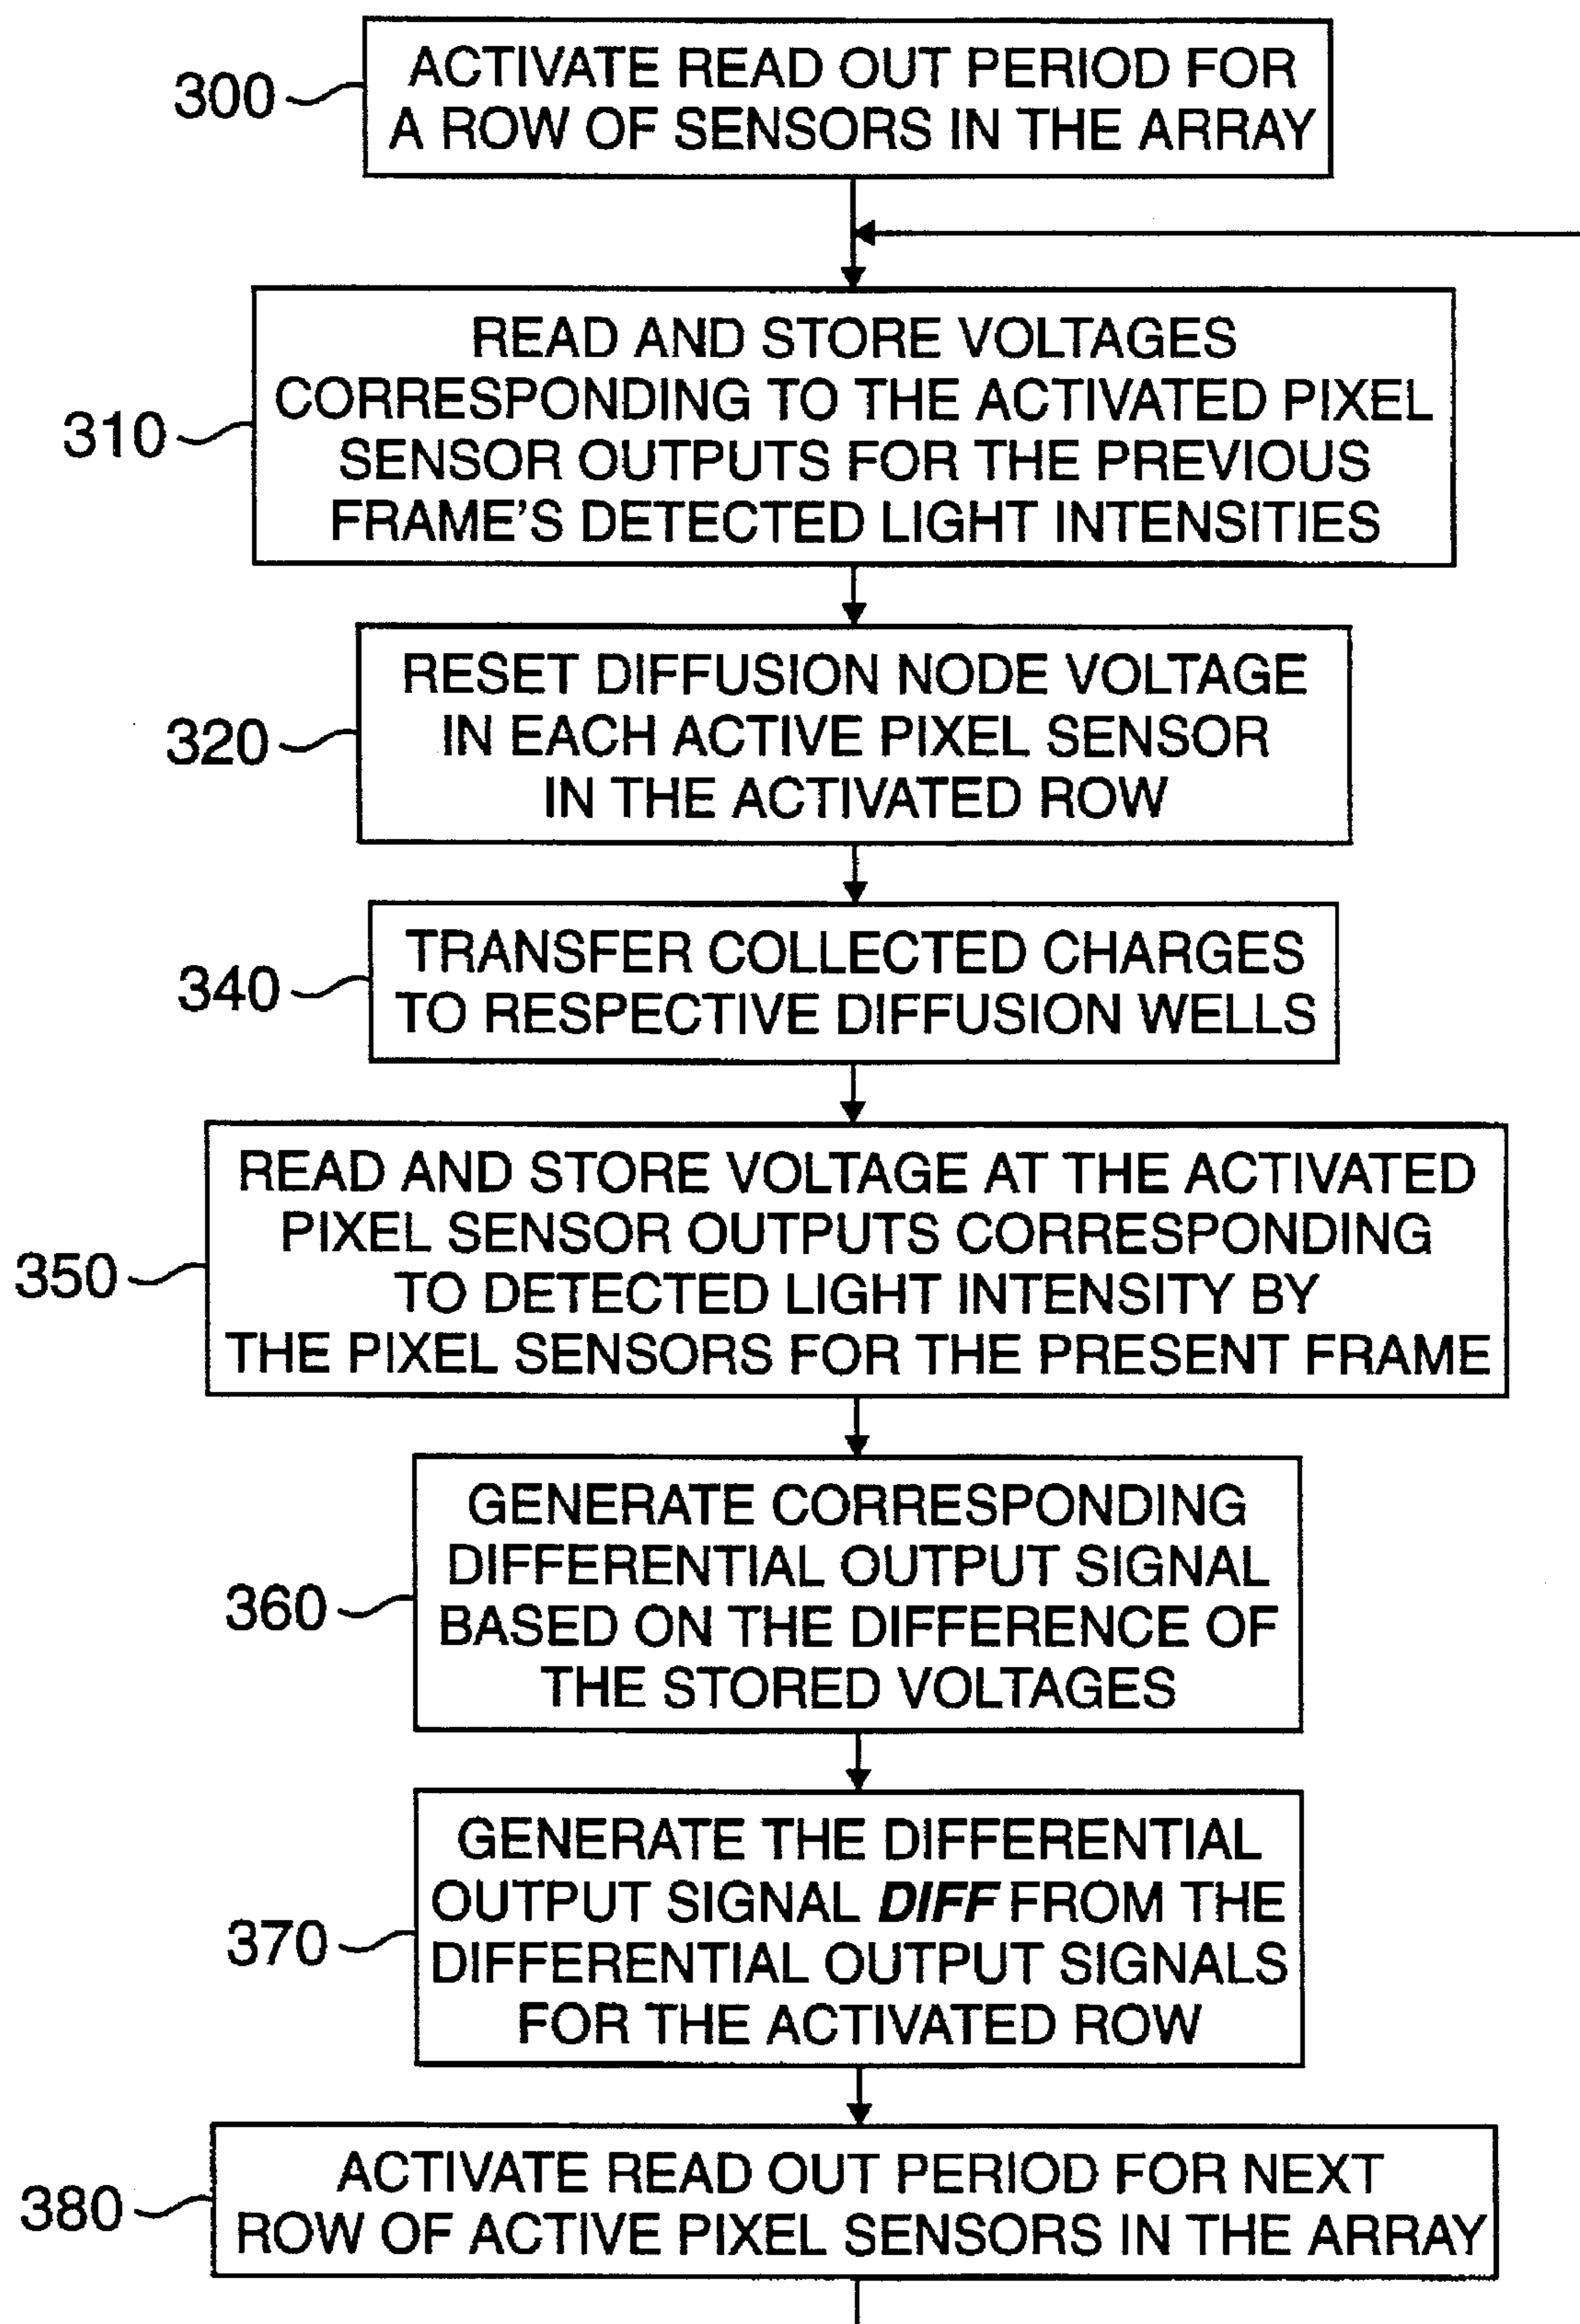 300
ACTIVATE READ OUT PERIOD FOR
A ROW OF SENSORS IN THE ARRAY
310
READ AND STORE VOLTAGES
CORRESPONDING TO THE ACTIVATED PIXEL
SENSOR OUTPUTS FOR THE PREVIOUS
FRAME'S DETECTED LIGHT INTENSITIES
320
RESET DIFFUSION NODE VOLTAGE
IN EACH ACTIVE PIXEL SENSOR
IN THE ACTIVATED ROW
340
TRANSFER COLLECTED CHARGES
TO RESPECTIVE DIFFUSION WELLS
350
READ AND STORE VOLTAGE AT THE ACTIVATED
PIXEL SENSOR OUTPUTS CORRESPONDING
TO DETECTED LIGHT INTENSITY BY
THE PIXEL SENSORS FOR THE PRESENT FRAME
360
GENERATE CORRESPONDING
DIFFERENTIAL OUTPUT SIGNAL
BASED ON THE DIFFERENCE OF
THE STORED VOLTAGES
370
GENERATE THE DIFFERENTIAL
OUTPUT SIGNAL DIFF FROM THE
DIFFERENTIAL OUTPUT SIGNALS
FOR THE ACTIVATED ROW
380
ACTIVATE READ OUT PERIOD FOR NEXT
ROW OF ACTIVE PIXEL SENSORS IN THE ARRAY